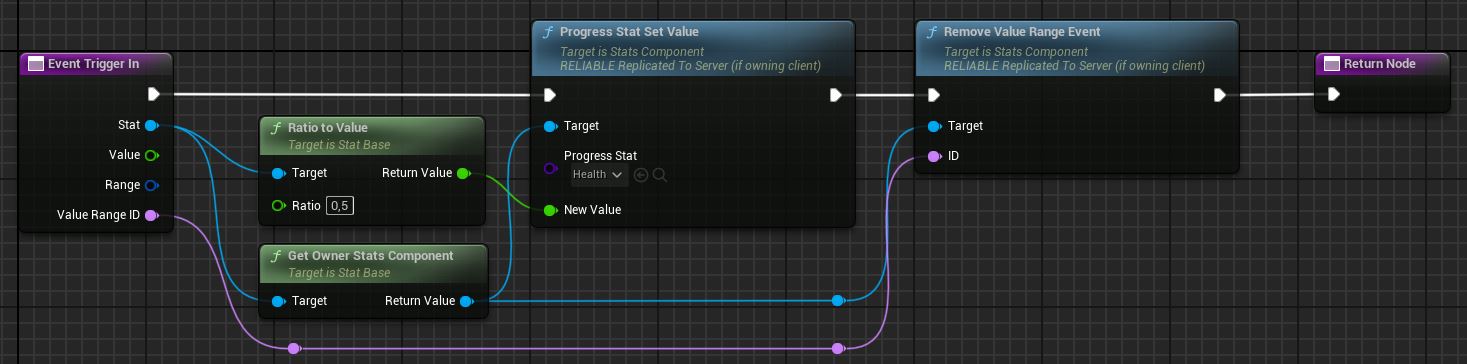 Event Trigger In
Stat
Value
Range
Value Range ID
Ratio to Value
Target is Stat Base
Target
Return Value
Ratio 0,5
Get Owner Stats Component
Target is Stat Base
Target
Return Value
Progress Stat Set Value
Target is Stats Component
RELIABLE Replicated To Server (if owning client)
Target
Progress Stat
Health
New Value
Remove Value Range Event
Target is Stats Component
RELIABLE Replicated To Server (if owning client)
Target
ID
Return Node